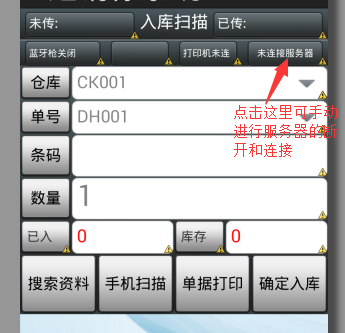 未传: 入库扫描 已传:
蓝牙枪关闭 打印机未连 未连接服务器
仓库 CK001
单号 DH001
点击这里可手动
进行服务器的断
开和连接
条码
数量 1
已入 0 库存 0
搜索资料 手机扫描 单据打印 确定入库